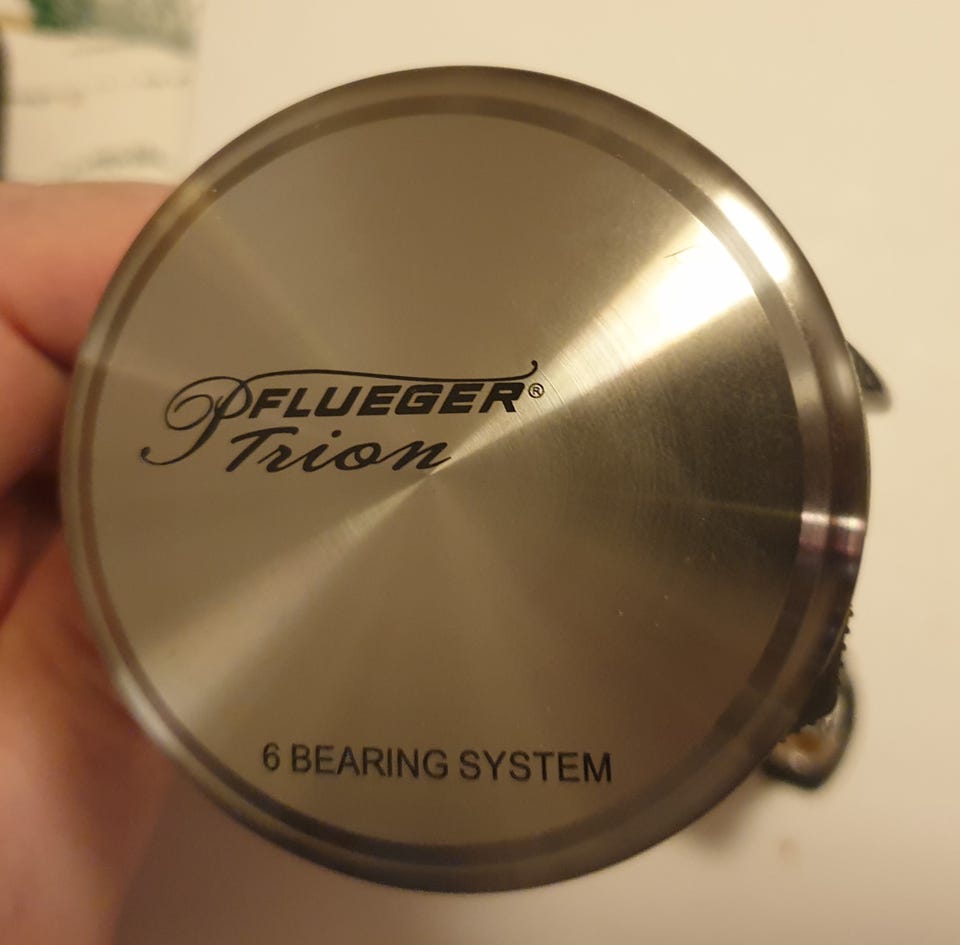 PFLUEGER®
Trion
6 BEARING SYSTEM